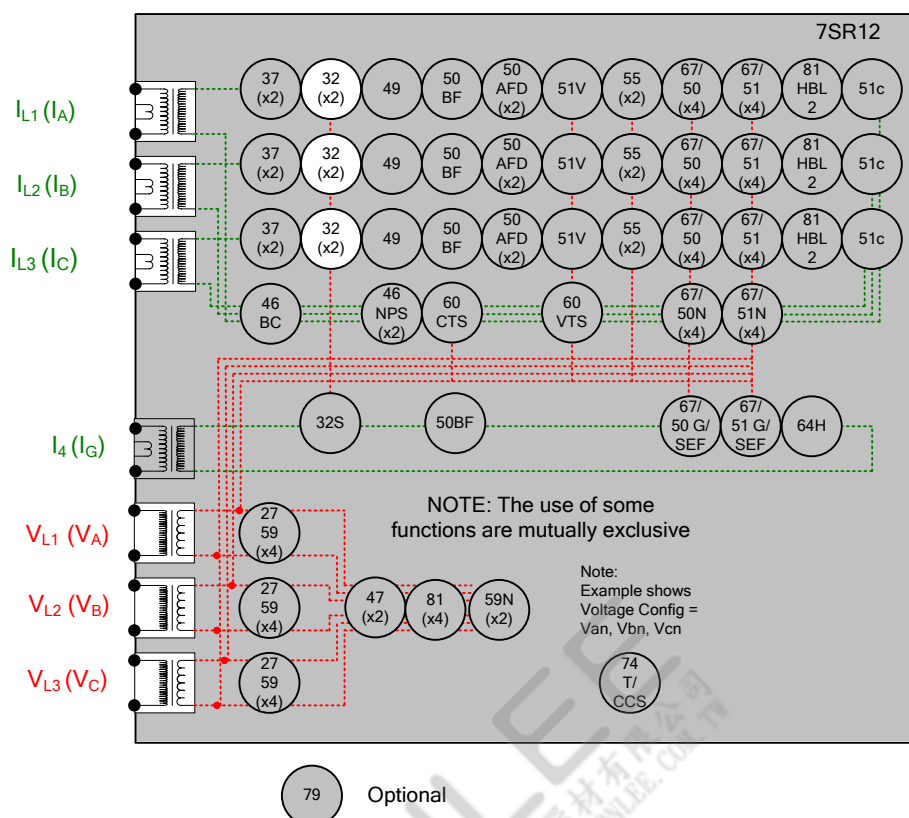 7SR12
37 (x2) 32 (x2) 49 50 BF 50 AFD (x2) 51V 55 (x2) 67/ 50 (x4) 67/ 51 (x4) 81 HBL 2 51c
IL1 (IA)
37 (x2) 32 (x2) 49 50 BF 50 AFD (x2) 51V 55 (x2) 67/ 50 (x4) 67/ 51 (x4) 81 HBL 2 51c
IL2 (IB)
37 (x2) 32 (x2) 49 50 BF 50 AFD (x2) 51V 55 (x2) 67/ 50 (x4) 67/ 51 (x4) 81 HBL 2 51c
IL3 (IC)
46 BC 46 NPS (x2) 60 CTS 60 VTS 67/ 50N (x4) 67/ 51N (x4)
I4 (IG)
32S 50BF 67/ 50 G/ SEF 67/ 51 G/ SEF 64H
NOTE: The use of some
functions are mutually exclusive
VL1 (VA)
27 59 (x4)
VL2 (VB)
27 59 (x4)
47 (x2) 81 (x4) 59N (x2)
Note:
Example shows
Voltage Config =
Van, Vbn, Vcn
VL3 (VC)
27 59 (x4)
74 T/ CCS
79 Optional